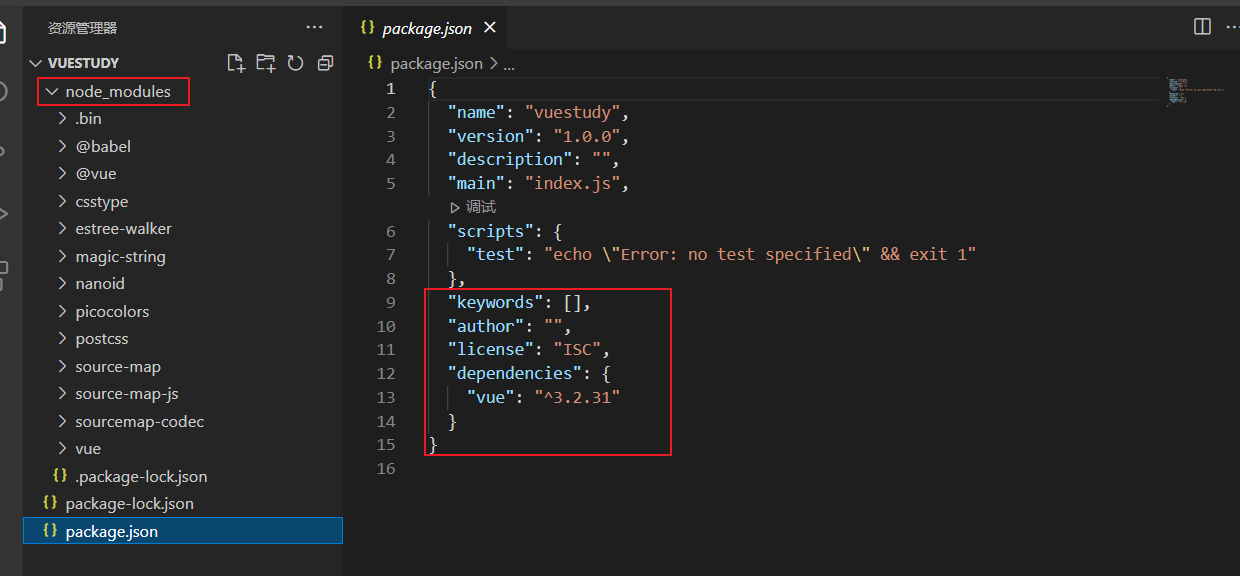 资源管理器
VUESTUDY
node_modules
.bin
@babel
@vue
csstype
estree-walker
magic-string
nanoid
picocolors
postcss
source-map
source-map-js
sourcemap-codec
vue
{} .package-lock.json
{} package-lock.json
{} package.json
{} package.json
{} package.json > ...
1 {
2 "name": "vuestudy",
3 "version": "1.0.0",
4 "description": "",
5 "main": "index.js",
调试
6 "scripts": {
7 "test": "echo \"Error: no test specified\" && exit 1"
8 },
9 "keywords": [],
10 "author": "",
11 "license": "ISC",
12 "dependencies": {
13 "vue": "^3.2.31"
14 }
15 }
16